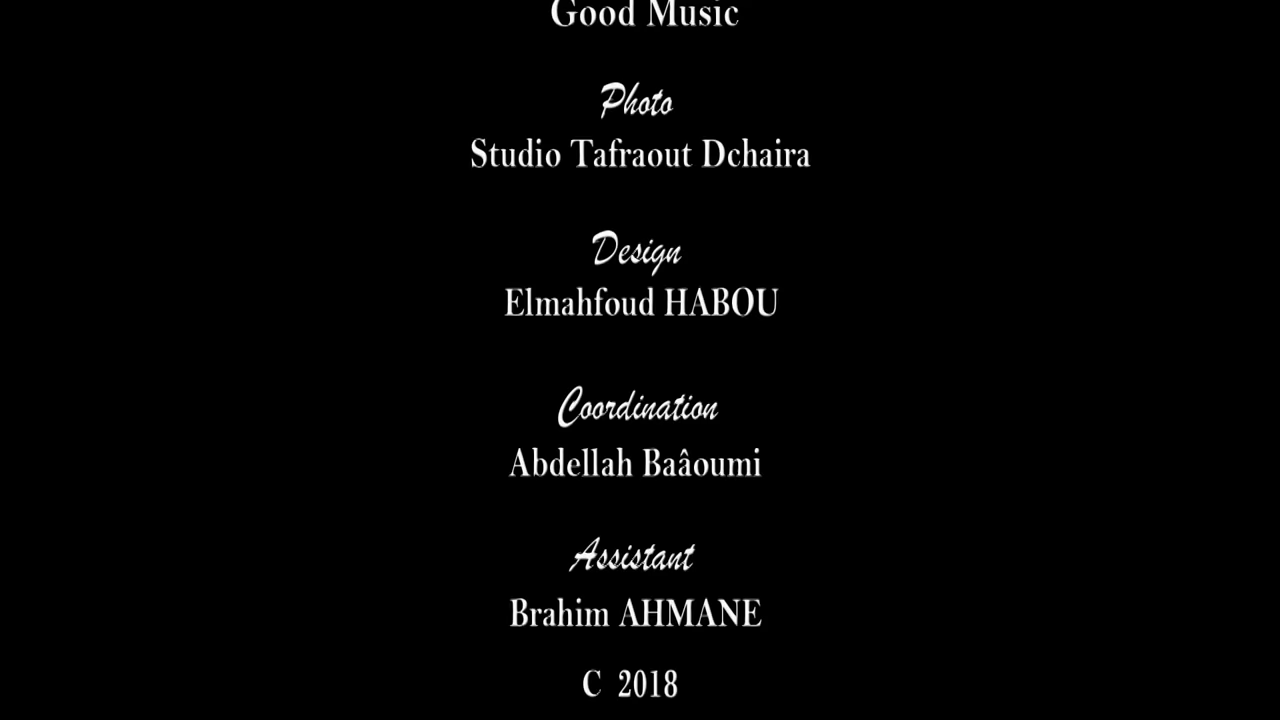 Good Music
Photo
Studio Tafraout Dchaira
Design
Elmahfoud HABOU
Coordination
Abdellah Baâoumi
Assistant
Brahim AHMANE
C 2018